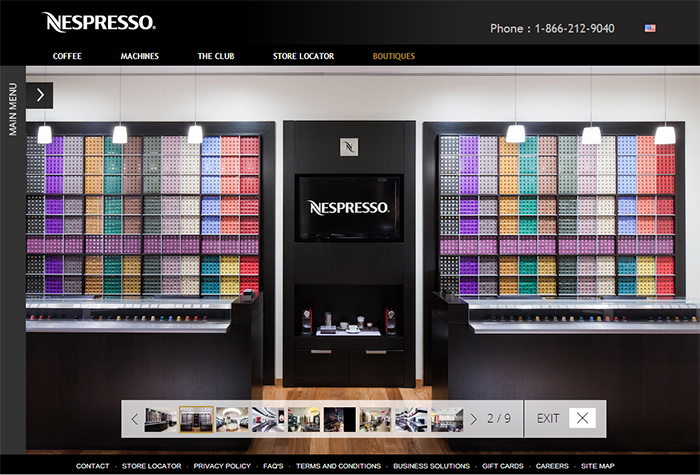 NESPRESSO®
Phone : 1-866-212-9040
COFFEE MACHINES THE CLUB STORE LOCATOR BOUTIQUES
MAIN MENU
NESPRESSO®
2 / 9 EXIT
CONTACT - STORE LOCATOR - PRIVACY POLICY - FAQ'S - TERMS AND CONDITIONS - BUSINESS SOLUTIONS - GIFT CARDS - CAREERS - SITE MAP